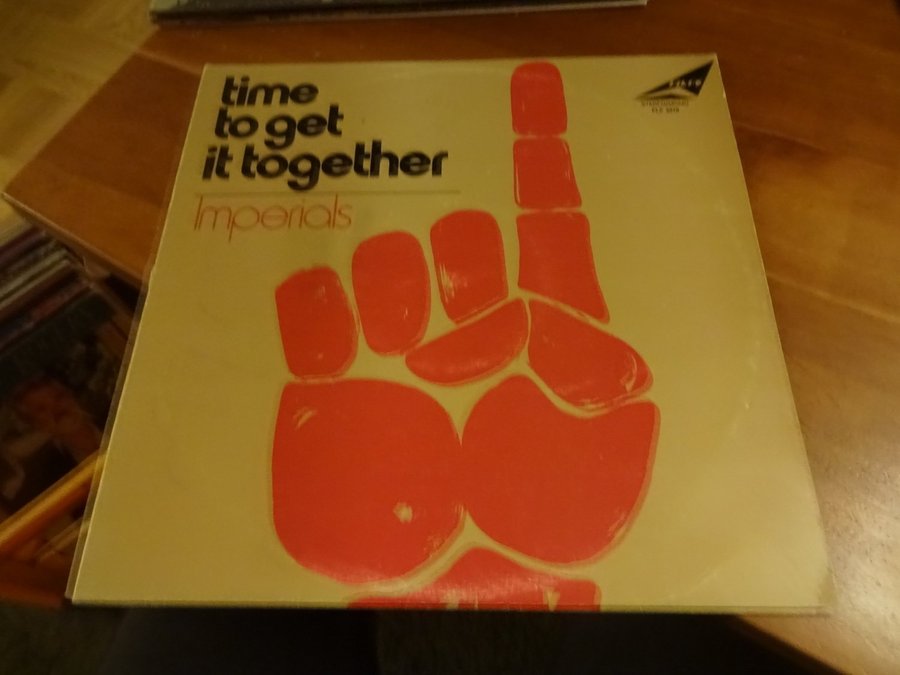 time
to get
it together
Imperials